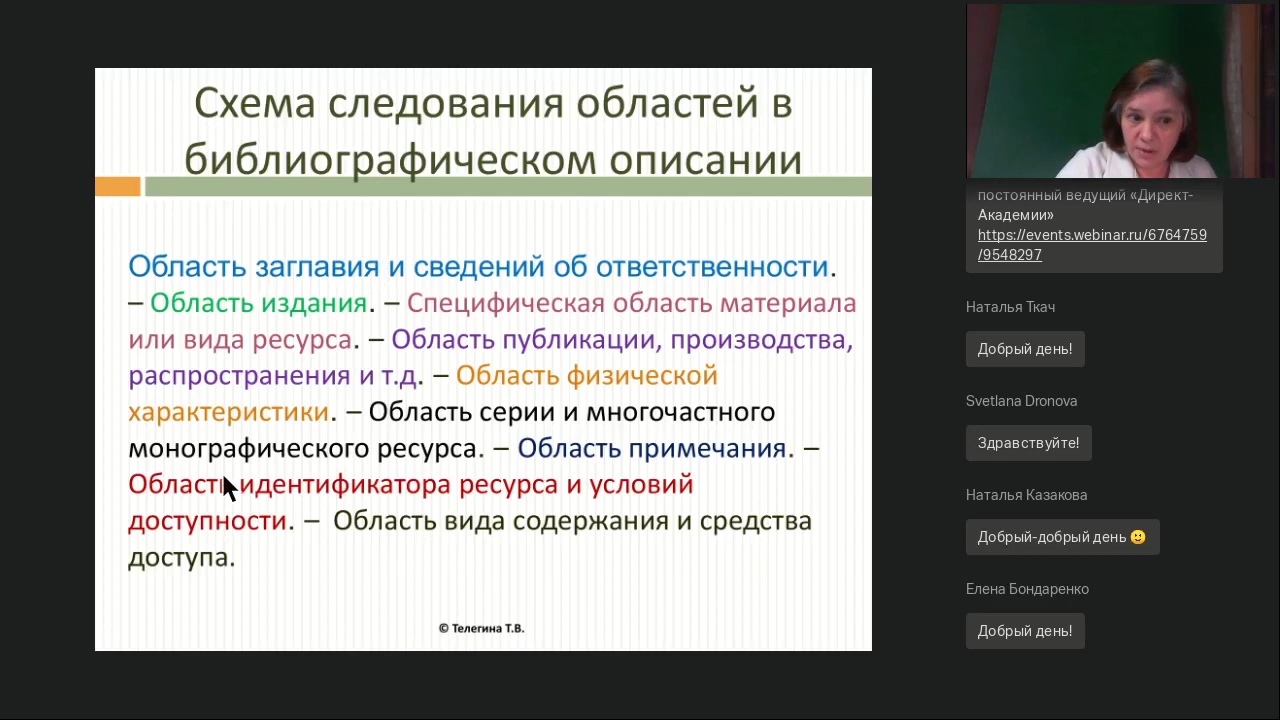 Схема следования областей в
библиографическом описании
Область заглавия и сведений об ответственности.
– Область издания. – Специфическая область материала
или вида ресурса. – Область публикации, производства,
распространения и т.д. – Область физической
характеристики. – Область серии и многочастного
монографического ресурса. – Область примечания. –
Область идентификатора ресурса и условий
доступности. – Область вида содержания и средства
доступа.
© Телегина Т.В.
постоянный ведущий «Директ-
Академии»
https://events.webinar.ru/6764759
/9548297
Наталья Ткач
Добрый день!
Svetlana Dronova
Здравствуйте!
Наталья Казакова
Добрый-добрый день 🙂
Елена Бондаренко
Добрый день!